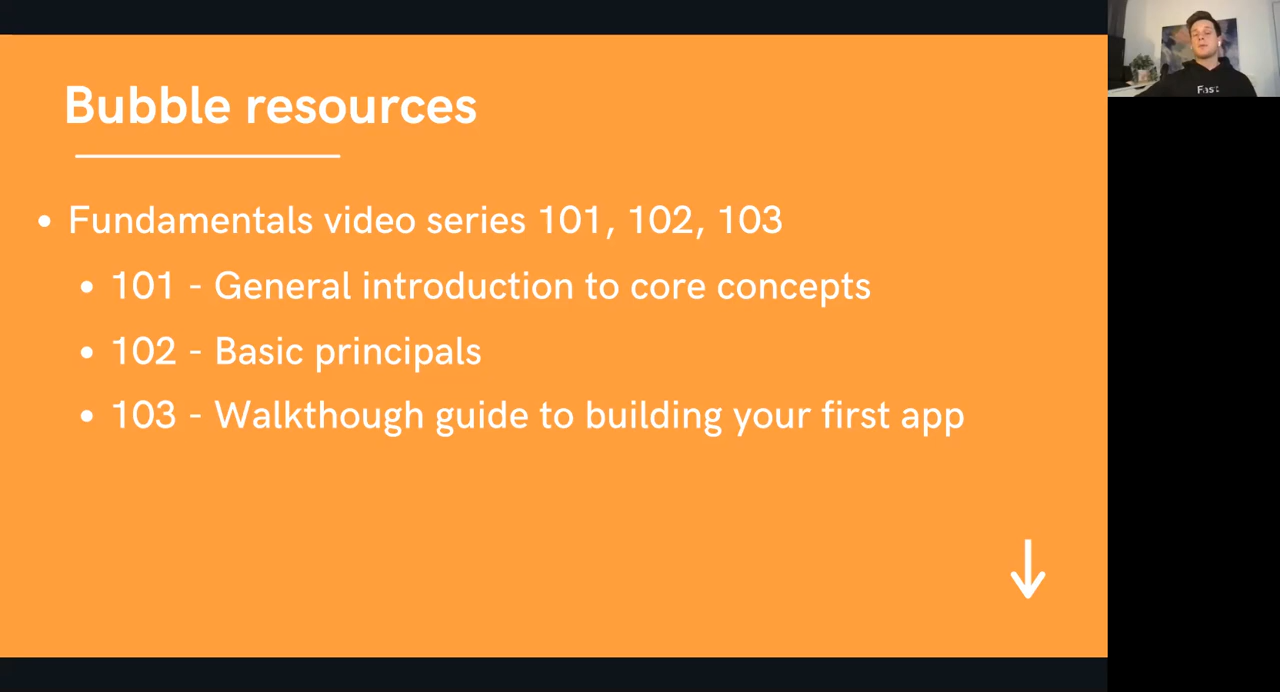 Bubble resources
• Fundamentals video series 101, 102, 103
• 101 - General introduction to core concepts
• 102 - Basic principals
• 103 - Walkthough guide to building your first app